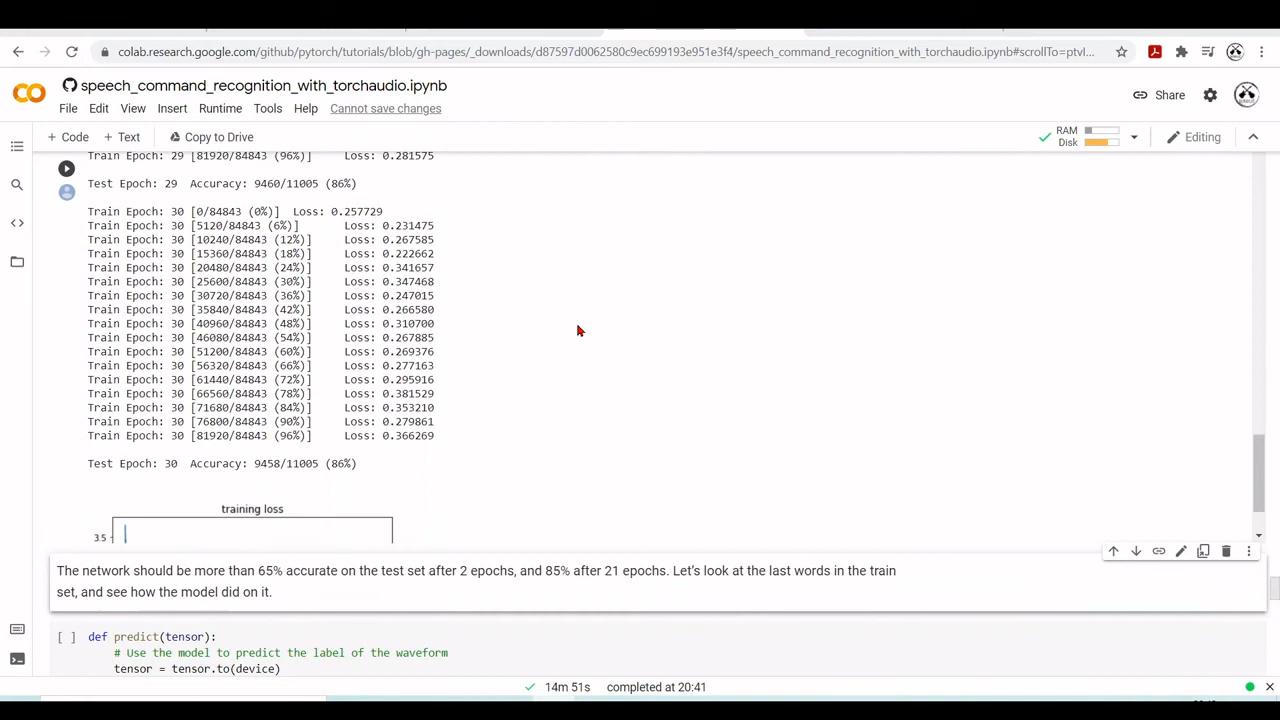 colab.research.google.com/github/pytorch/tutorials/blob/gh-pages/_downloads/d87597d0062580c9ec699193e951e3f4/speech_command_recognition_with_torchaudio.ipynb#scrollTo=ptvI...
speech_command_recognition_with_torchaudio.ipynb
Share
File Edit View Insert Runtime Tools Help Cannot save changes
+ Code + Text Copy to Drive
RAM
Disk
Editing
Train Epoch: 29 [81920/84843 (96%)] Loss: 0.281575
Test Epoch: 29 Accuracy: 9460/11005 (86%)
Train Epoch: 30 [0/84843 (0%)] Loss: 0.257729
Train Epoch: 30 [5120/84843 (6%)] Loss: 0.231475
Train Epoch: 30 [10240/84843 (12%)] Loss: 0.267585
Train Epoch: 30 [15360/84843 (18%)] Loss: 0.222662
Train Epoch: 30 [20480/84843 (24%)] Loss: 0.341657
Train Epoch: 30 [25600/84843 (30%)] Loss: 0.347468
Train Epoch: 30 [30720/84843 (36%)] Loss: 0.247015
Train Epoch: 30 [35840/84843 (42%)] Loss: 0.266580
Train Epoch: 30 [40960/84843 (48%)] Loss: 0.310700
Train Epoch: 30 [46080/84843 (54%)] Loss: 0.267885
Train Epoch: 30 [51200/84843 (60%)] Loss: 0.269376
Train Epoch: 30 [56320/84843 (66%)] Loss: 0.277163
Train Epoch: 30 [61440/84843 (72%)] Loss: 0.295916
Train Epoch: 30 [66560/84843 (78%)] Loss: 0.381529
Train Epoch: 30 [71680/84843 (84%)] Loss: 0.353210
Train Epoch: 30 [76800/84843 (90%)] Loss: 0.279861
Train Epoch: 30 [81920/84843 (96%)] Loss: 0.366269
Test Epoch: 30 Accuracy: 9458/11005 (86%)
training loss
3.5
The network should be more than 65% accurate on the test set after 2 epochs, and 85% after 21 epochs. Let's look at the last words in the train
set, and see how the model did on it.
[ ] def predict(tensor):
# Use the model to predict the label of the waveform
tensor = tensor.to(device)
14m 51s completed at 20:41